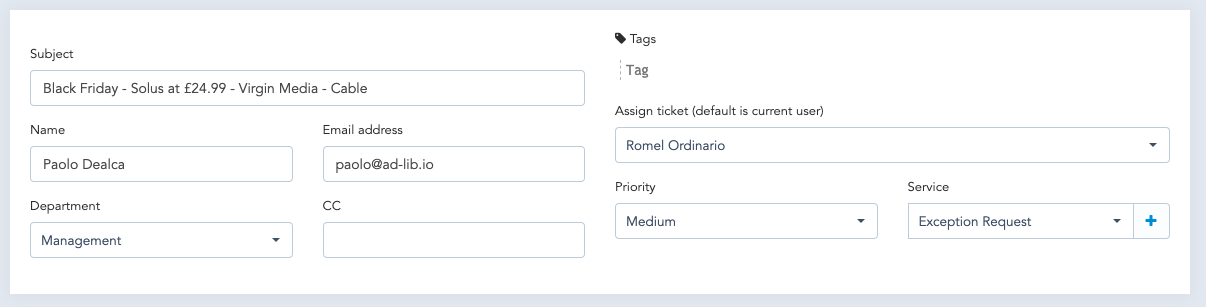 Subject
Black Friday - Solus at £24.99 - Virgin Media - Cable
Name
Email address
Paolo Dealca
paolo@ad-lib.io
Department
CC
Management
Tags
Tag
Assign ticket (default is current user)
Romel Ordinario
Priority
Service
Medium
Exception Request
+